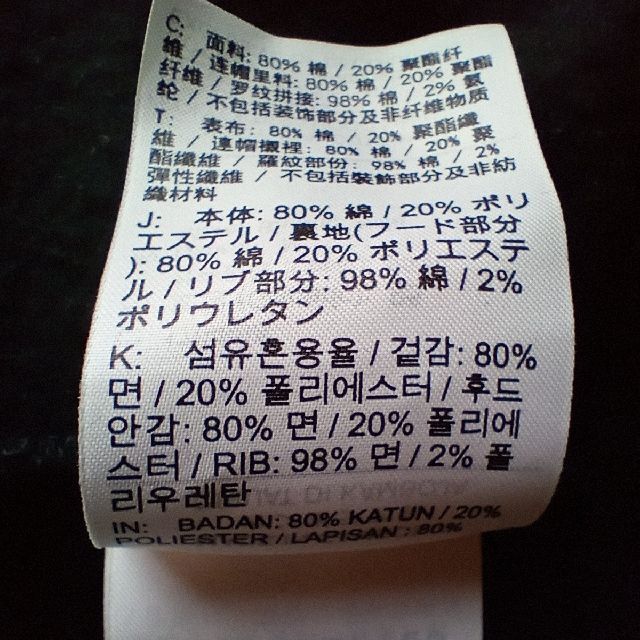 C: 面料: 80% 棉 / 20% 聚酯纤
维 / 连帽里料: 80% 棉 / 20% 聚酯
纤维 / 罗纹拼接: 98% 棉 / 2% 氨
纶 / 不包括装饰部分及非纤维物质
T: 表布: 80% 棉 / 20% 聚酯纖
維 / 連帽襯裡: 80% 棉 / 20% 聚
酯纖維 / 羅紋部份: 98% 棉 / 2%
彈性纖維 / 不包括裝飾部分及非紡
織材料
J: 本体: 80% 綿 / 20% ポリ
エステル / 裏地(フード部分
): 80% 綿 / 20% ポリエステ
ル / リブ部分: 98% 綿 / 2%
ポリウレタン
K: 섬유혼용율 / 겉감: 80%
면 / 20% 폴리에스터 / 후드
안감: 80% 면 / 20% 폴리에
스터 / RIB: 98% 면 / 2% 폴
리우레탄
IN: BADAN: 80% KATUN / 20%
POLIESTER / LAPISAN : 80%